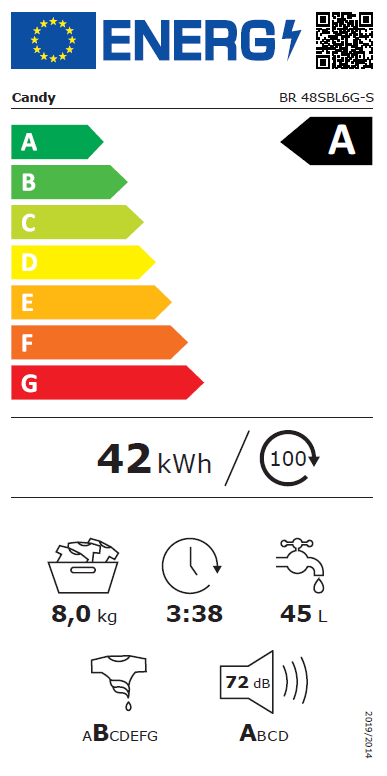 ENERG
Candy BR 48SBL6G-S
A
A
B
C
D
E
F
G
42 kWh / 100
8,0 kg 3:38 45 L
72 dB
ABCDEFG ABCD
2019/2014